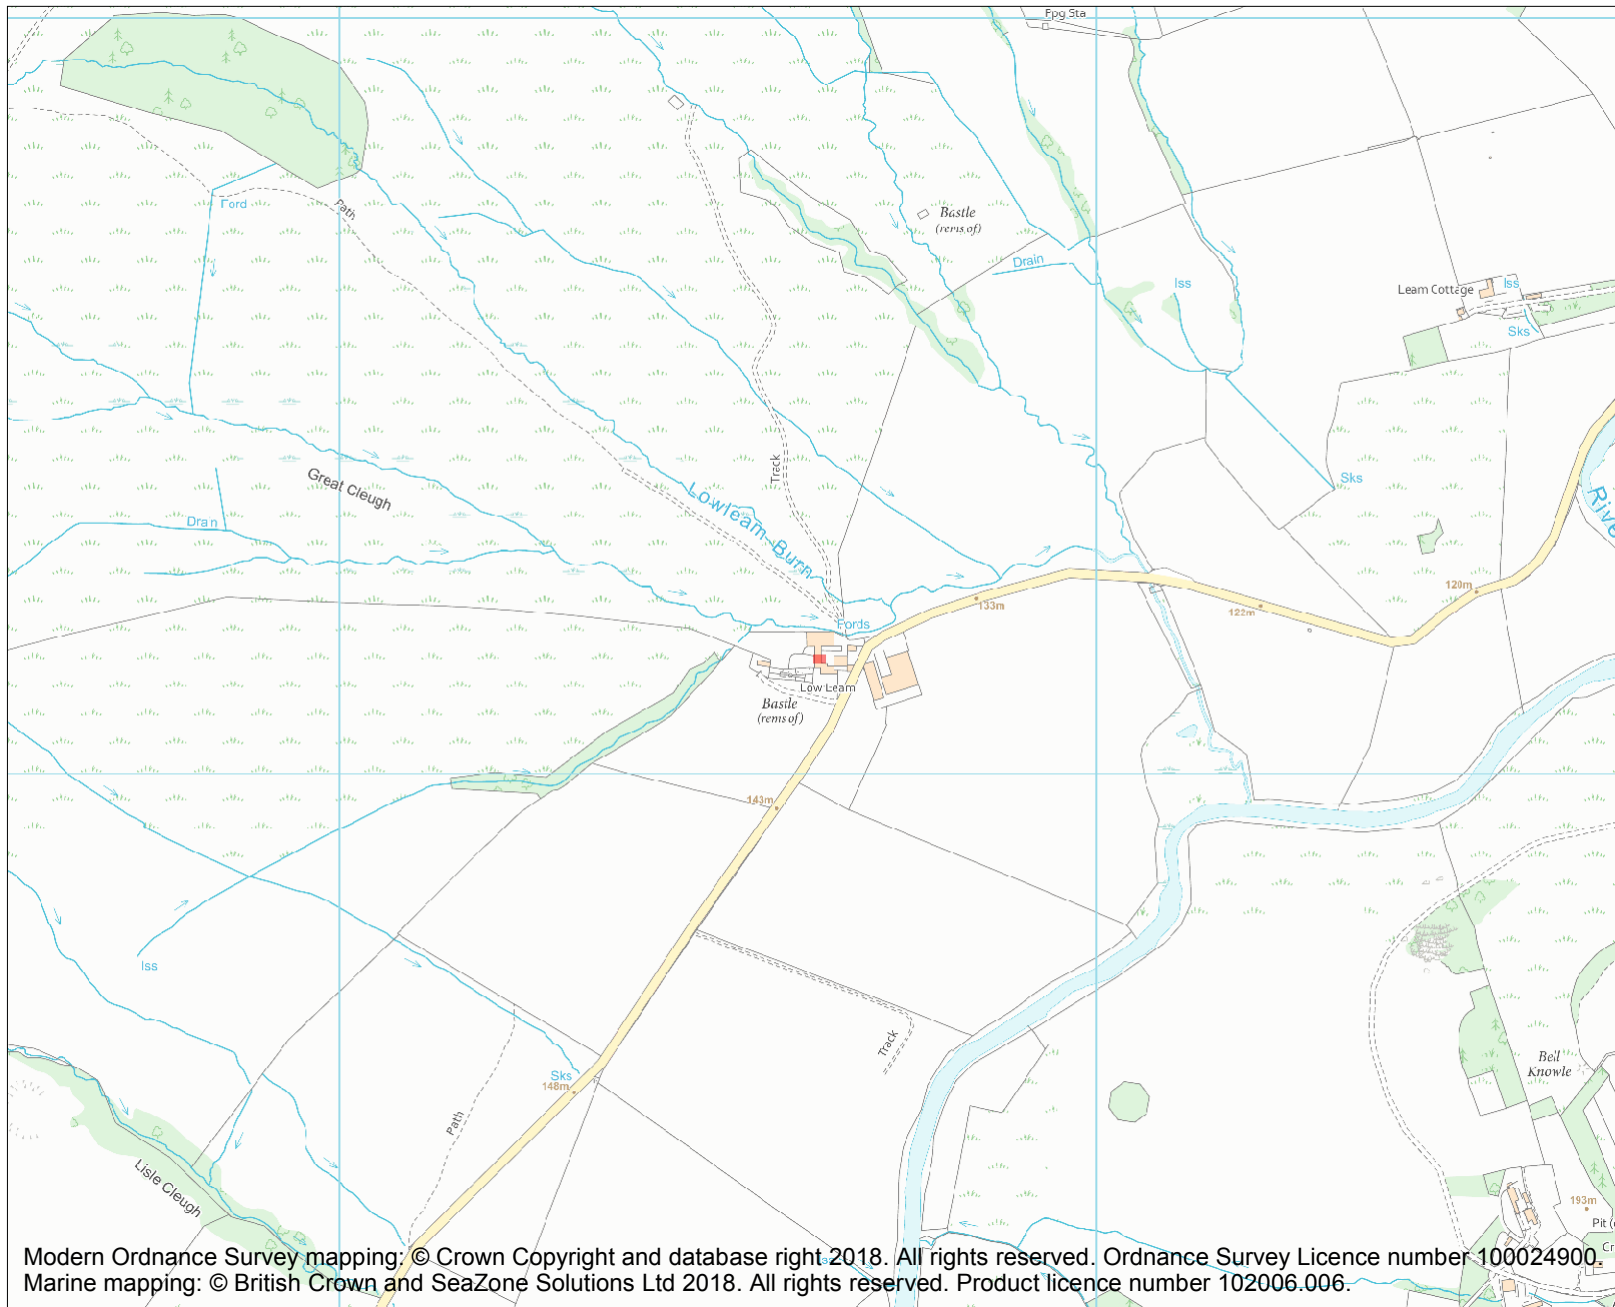 Fpg Sta
Ford
Path
Bastle
(rems of)
Drain
Iss
Leam Cottage
Iss
Sks
Track
Great Cleugh
Lowleam Burn
Sks
Drain
120m
133m
122m
Fords
Low Leam
Bastle
(rems of)
143m
Iss
Track
Bell
Knowle
Sks
148m
Path
Lisle Cleugh
193m
Modern Ordnance Survey mapping: © Crown Copyright and database right 2018. All rights reserved. Ordnance Survey Licence number 100024900.
Marine mapping: © British Crown and SeaZone Solutions Ltd 2018. All rights reserved. Product licence number 102006.006.